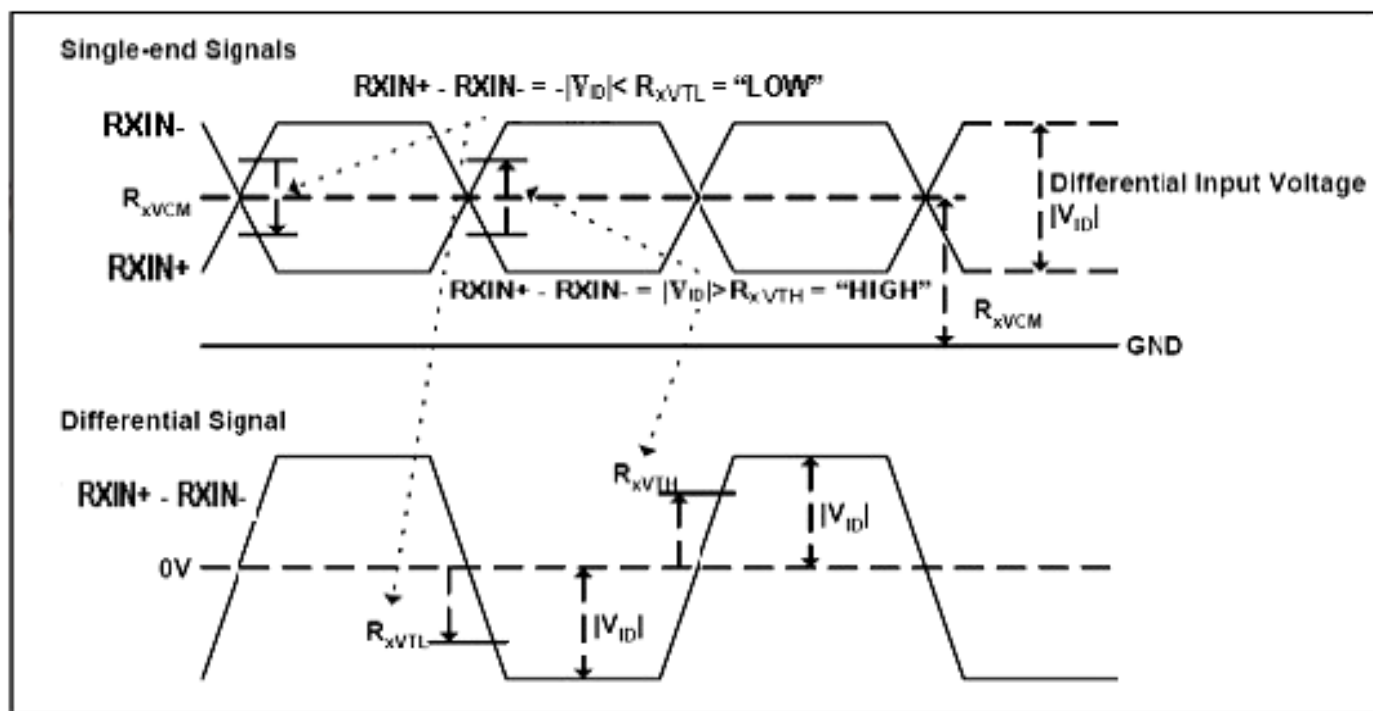 Single-end Signals
RXIN+ - RXIN- = -|VID|< RxVTL = “LOW”
RXIN-
RxVCM
Differential Input Voltage
|VID|
RXIN+
RXIN+ - RXIN- = |VID|> RxVTH = “HIGH”
RxVCM
GND
Differential Signal
RxVTH
RXIN+ - RXIN-
|VID|
0V
RxVTL
|VID|